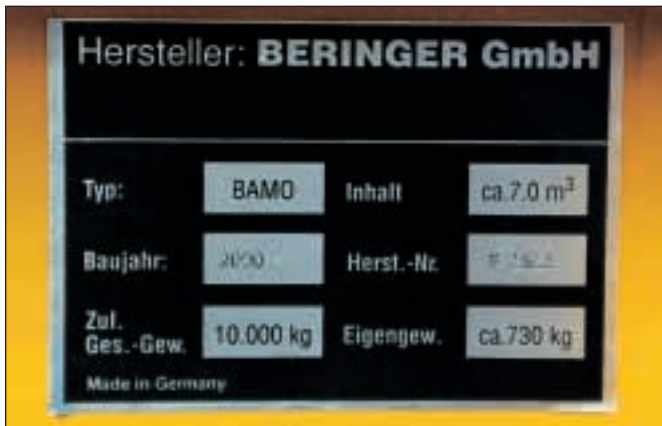 Hersteller: BERINGER GmbH
Typ: BAMO Inhalt ca.7.0 m³
Baujahr: 2000 Herst.-Nr.
Zul. Ges.-Gew. 10.000 kg Eigengew. ca.730 kg
Made in Germany